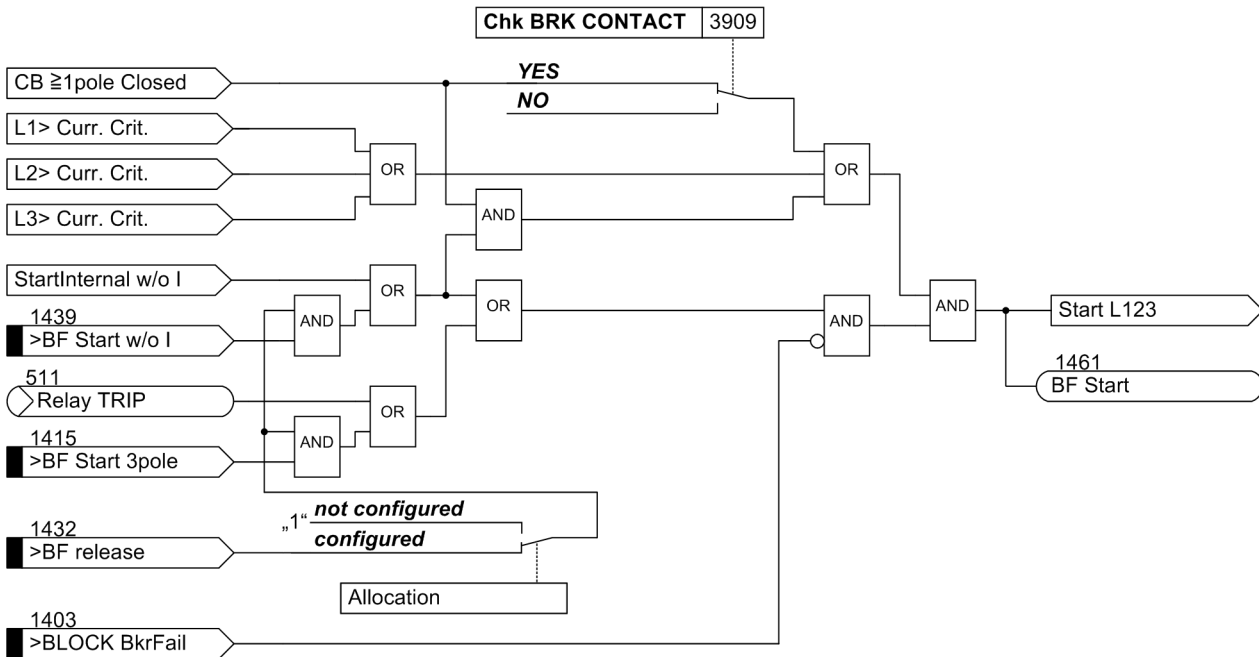 Chk BRK CONTACT 3909
CB ≧1pole Closed
YES
NO
L1> Curr. Crit.
L2> Curr. Crit.
L3> Curr. Crit.
OR
OR
AND
StartInternal w/o I
OR
OR
1439
>BF Start w/o I
AND
AND
AND
Start L123
1461
BF Start
511
Relay TRIP
OR
1415
>BF Start 3pole
AND
„1“ not configured
configured
1432
>BF release
Allocation
1403
>BLOCK BkrFail